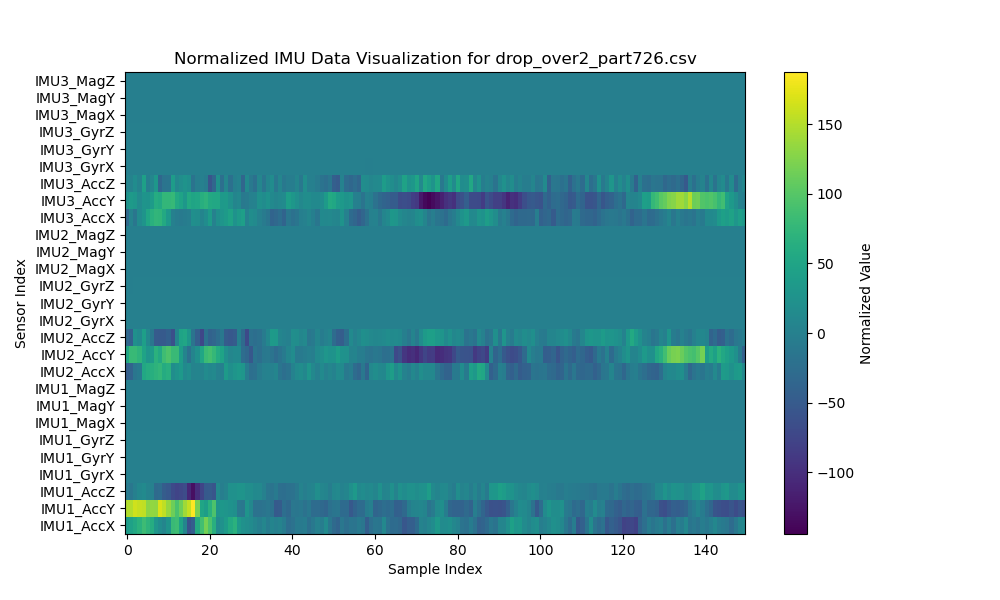 Normalized IMU Data Visualization for drop_over2_part726.csv
IMU3_MagZ
IMU3_MagY
IMU3_MagX
IMU3_GyrZ
IMU3_GyrY
IMU3_GyrX
IMU3_AccZ
IMU3_AccY
IMU3_AccX
IMU2_MagZ
IMU2_MagY
IMU2_MagX
IMU2_GyrZ
IMU2_GyrY
IMU2_GyrX
IMU2_AccZ
IMU2_AccY
IMU2_AccX
IMU1_MagZ
IMU1_MagY
IMU1_MagX
IMU1_GyrZ
IMU1_GyrY
IMU1_GyrX
IMU1_AccZ
IMU1_AccY
IMU1_AccX
Sensor Index
0 20 40 60 80 100 120 140
Sample Index
150
100
50
0
−50
−100
Normalized Value